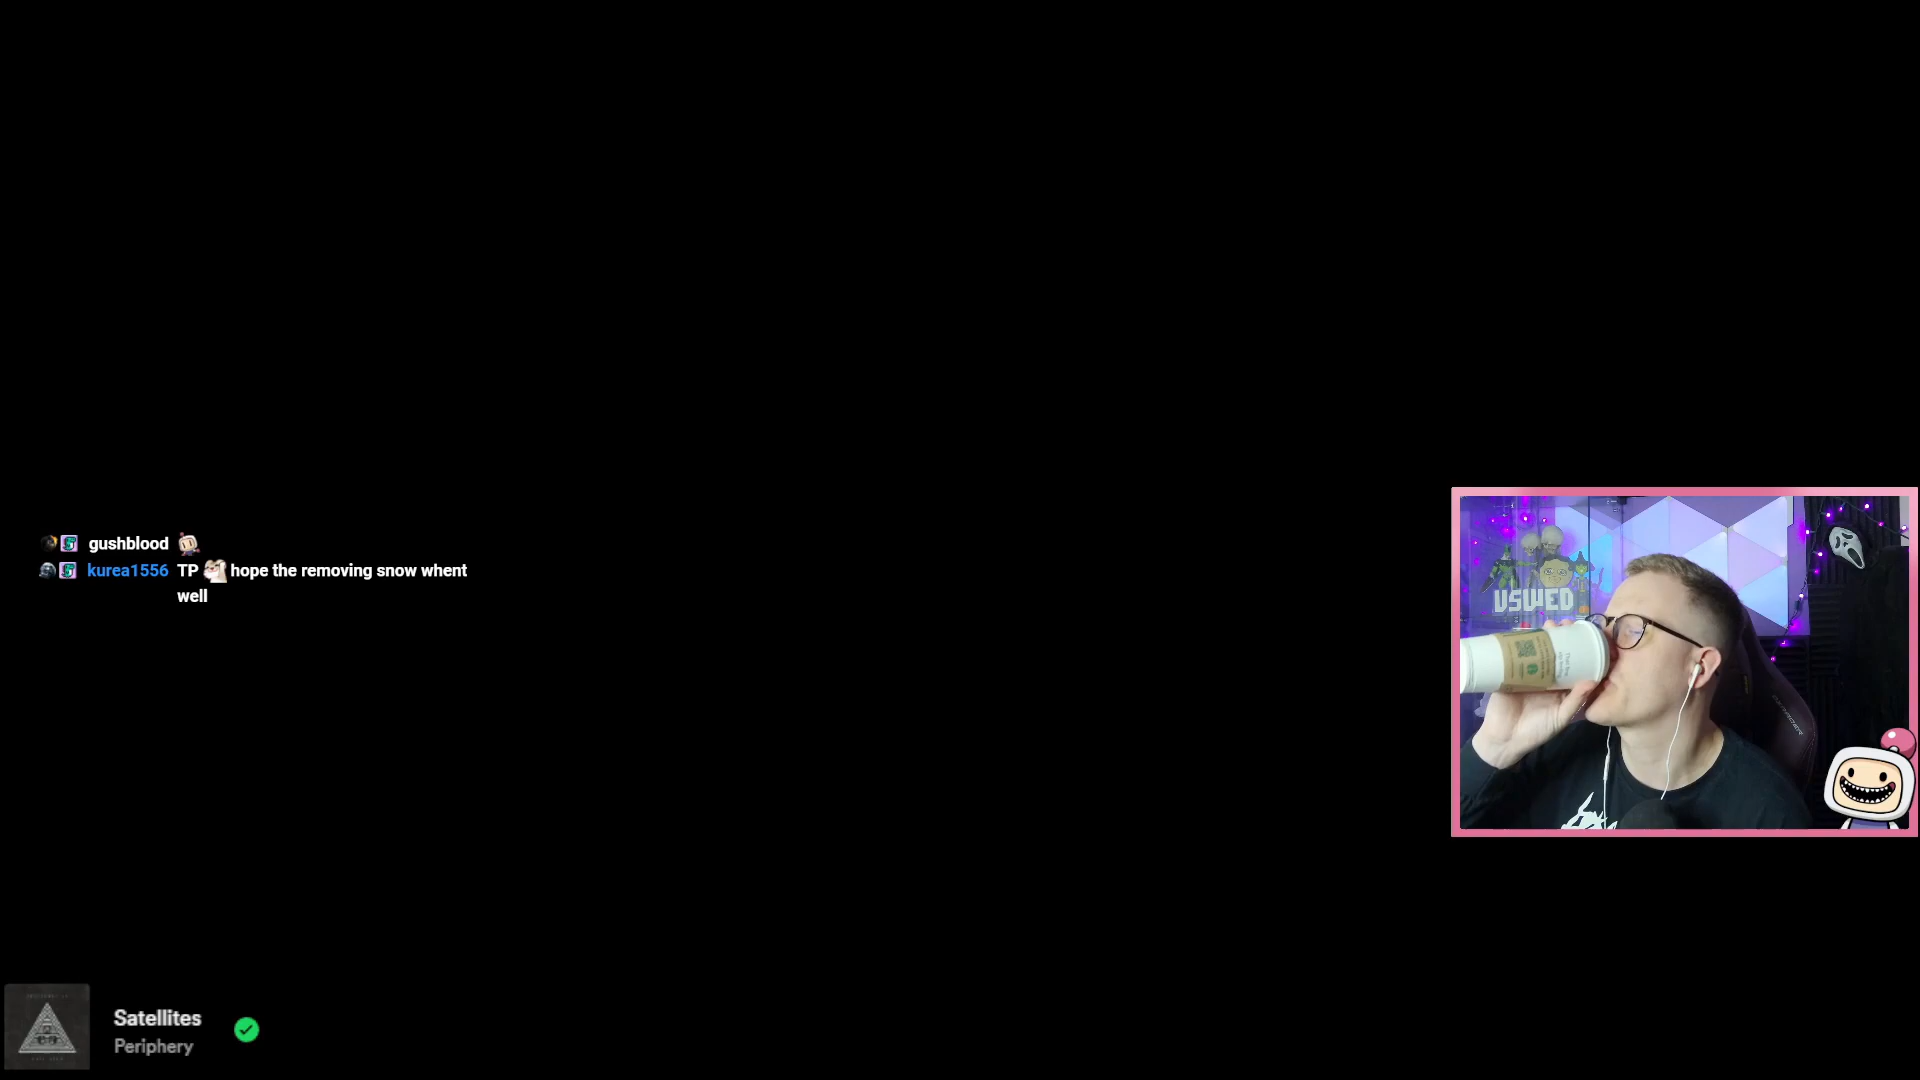 gushblood
kurea1556 TP hope the removing snow whent
well
USWED
Satellites
Periphery